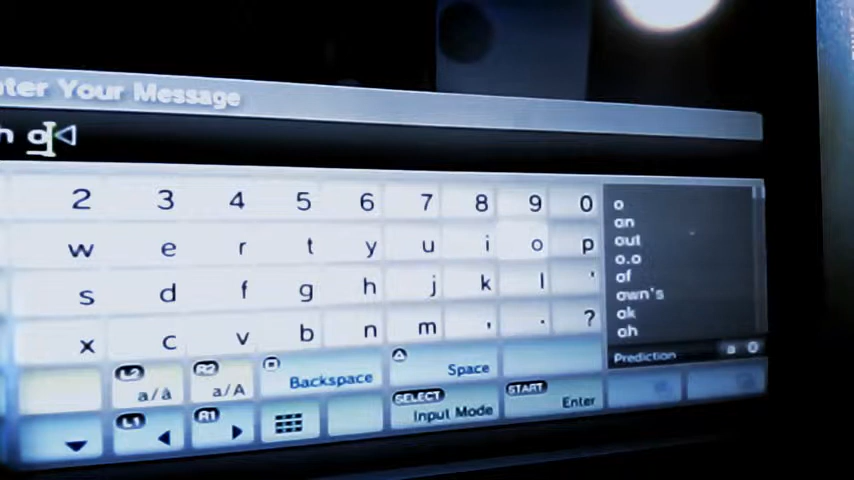 nter Your Message
h o
2 3 4 5 6 7 8 9 0
w e r t y u i o p
s d f g h j k l '
x c v b n m , . ?
L2 a/à R2 a/A Backspace Space
L1 R1 SELECT Input Mode START Enter
o
on
out
o.o
of
own's
ok
oh
Prediction